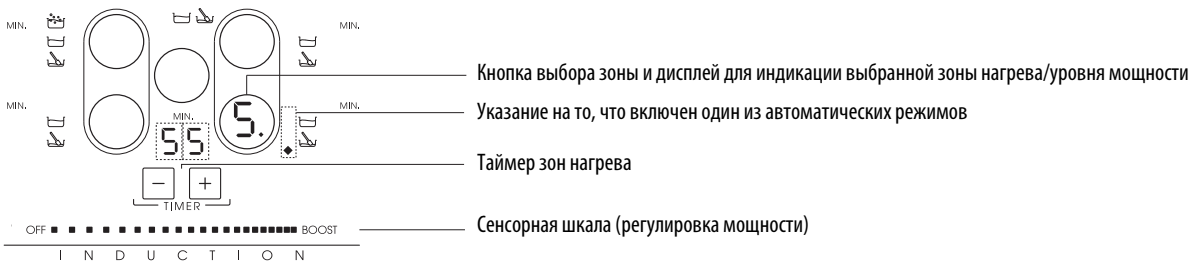 MIN.
MIN.
Кнопка выбора зоны и дисплей для индикации выбранной зоны нагрева/уровня мощности
MIN.
MIN.
MIN.
5.
Указание на то, что включен один из автоматических режимов
55
Таймер зон нагрева
− +
TIMER
OFF BOOST
Сенсорная шкала (регулировка мощности)
INDUCTION